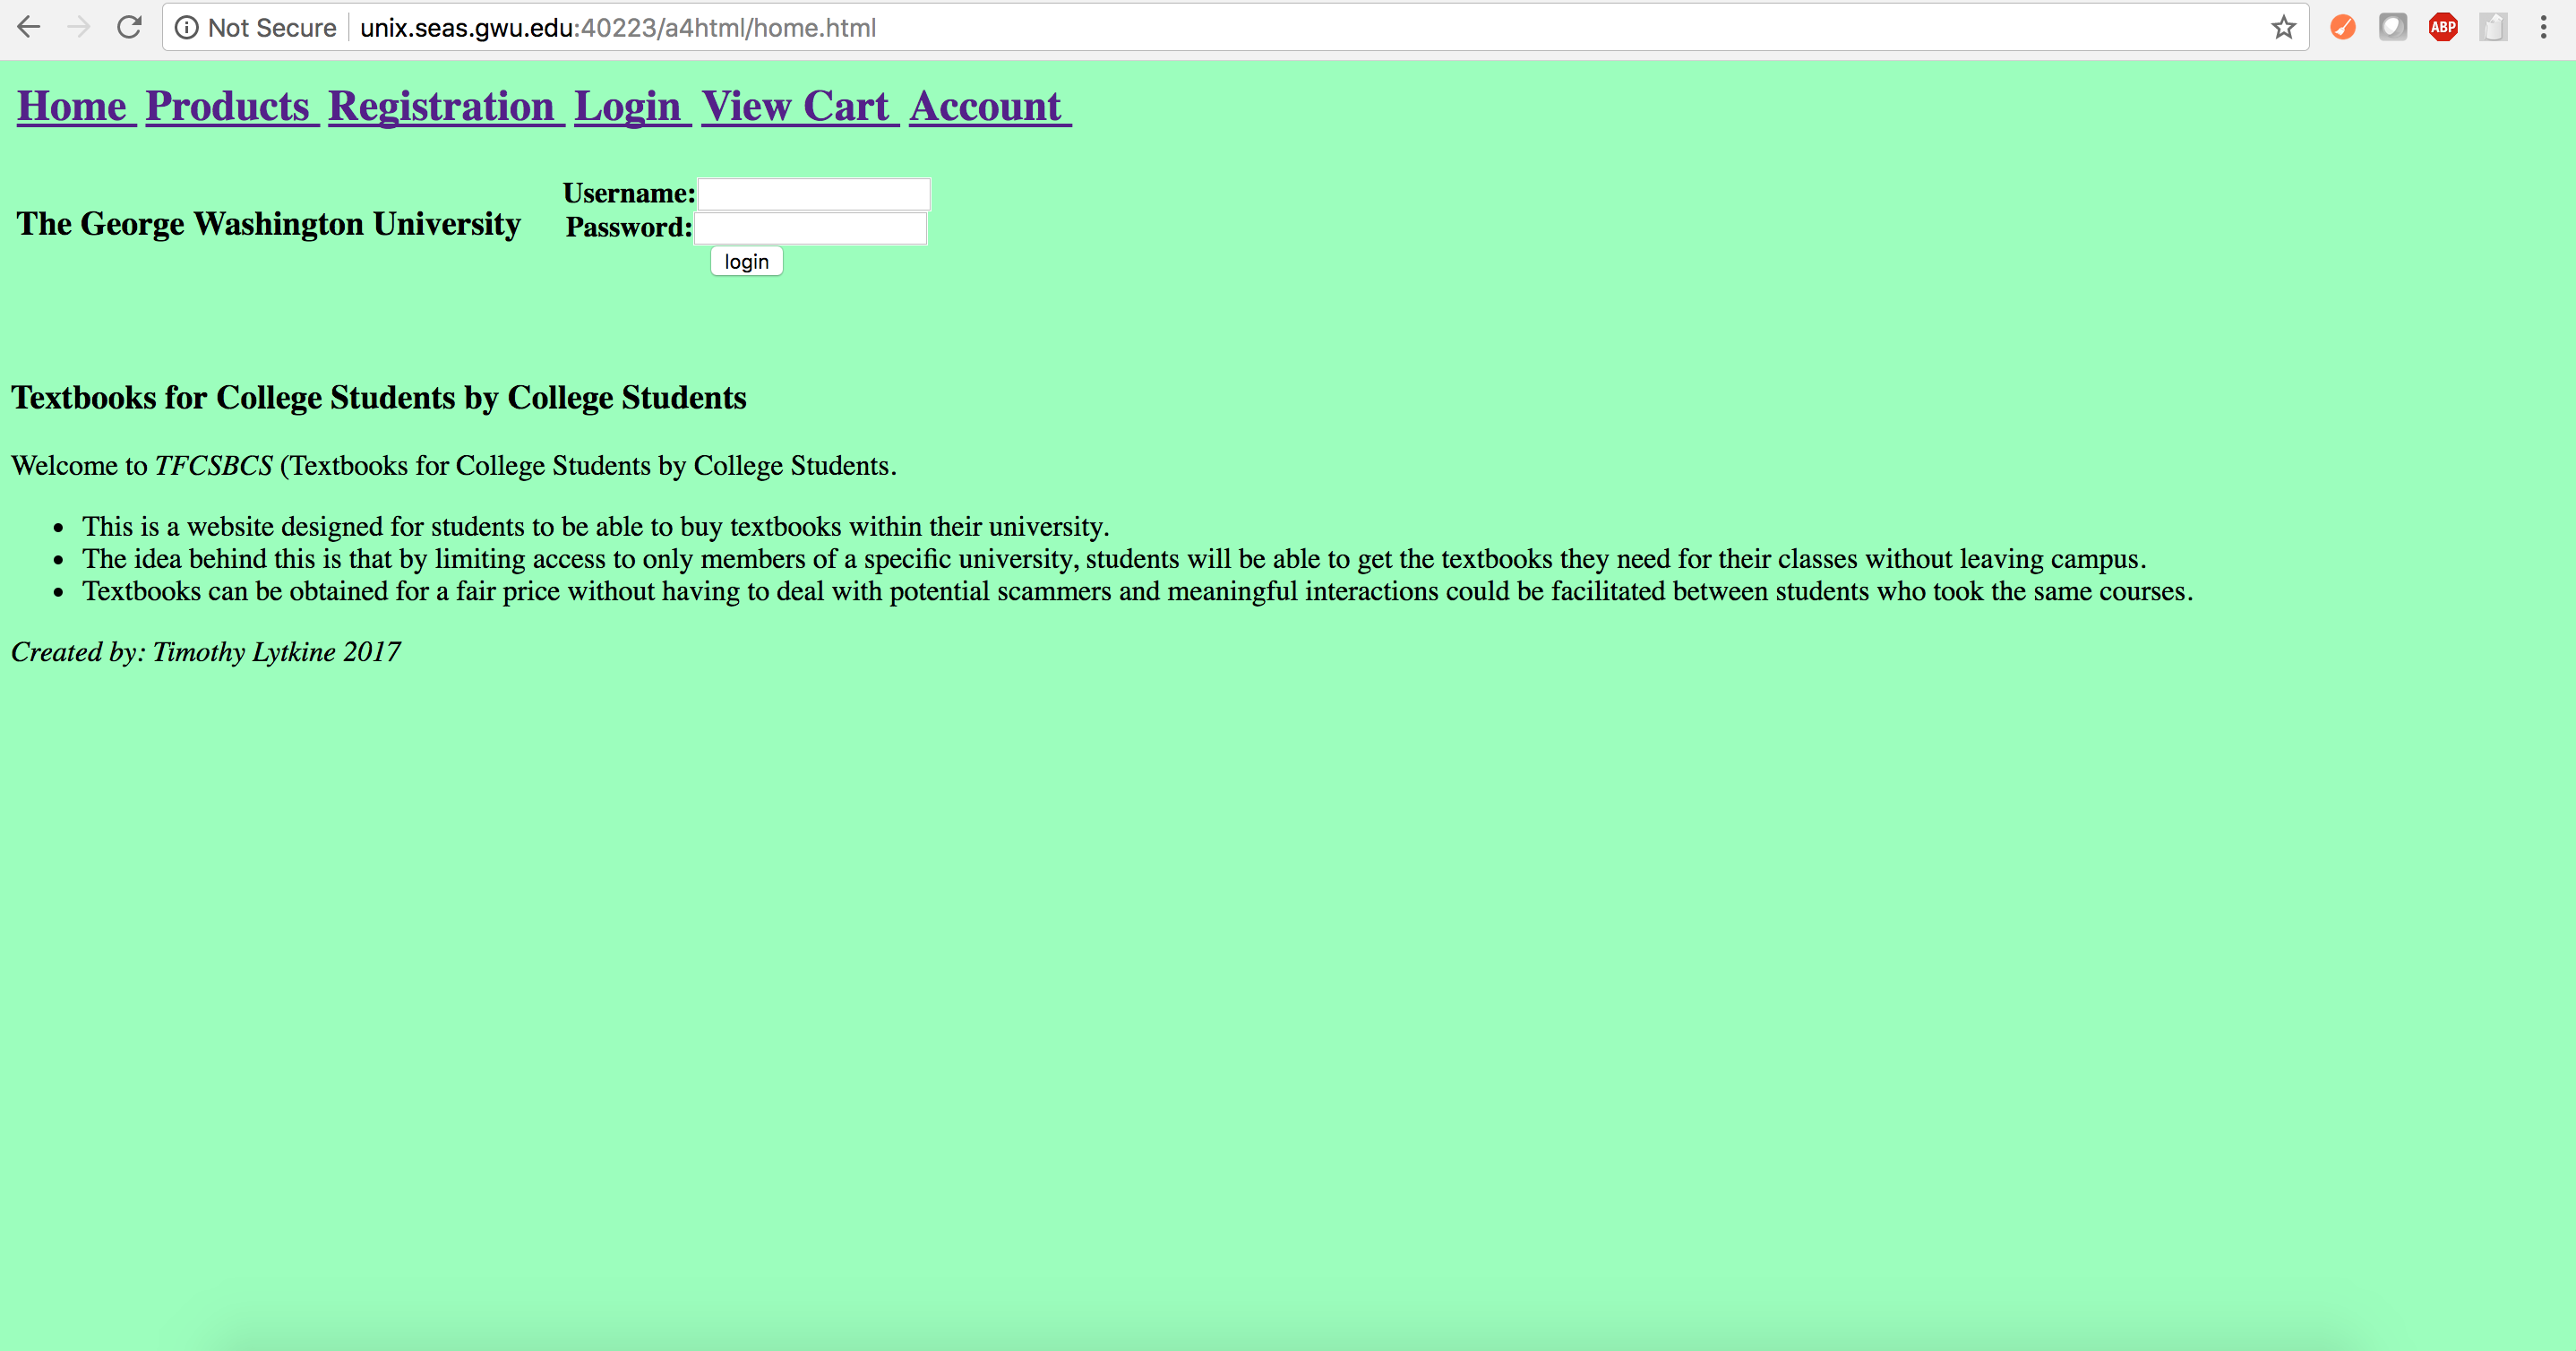 Not Secure unix.seas.gwu.edu:40223/a4html/home.html ABP
Home Products Registration Login View Cart Account
Username:
The George Washington University
Password:
login
Textbooks for College Students by College Students
Welcome to TFCSBCS (Textbooks for College Students by College Students.
• This is a website designed for students to be able to buy textbooks within their university.
• The idea behind this is that by limiting access to only members of a specific university, students will be able to get the textbooks they need for their classes without leaving campus.
• Textbooks can be obtained for a fair price without having to deal with potential scammers and meaningful interactions could be facilitated between students who took the same courses.
Created by: Timothy Lytkine 2017